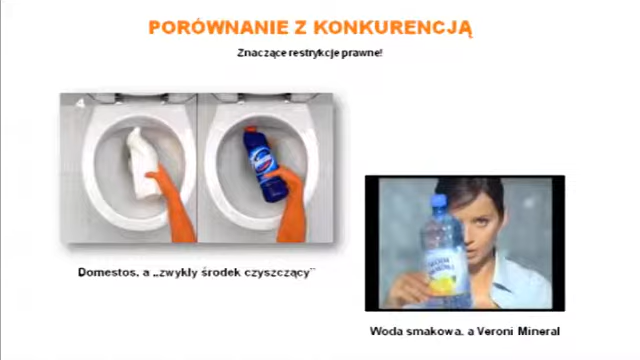 PORÓWNANIE Z KONKURENCJĄ
Znaczące restrykcje prawne!
4
Domestos, a „zwykły środek czyszczący"
Woda smakowa, a Veroni Mineral